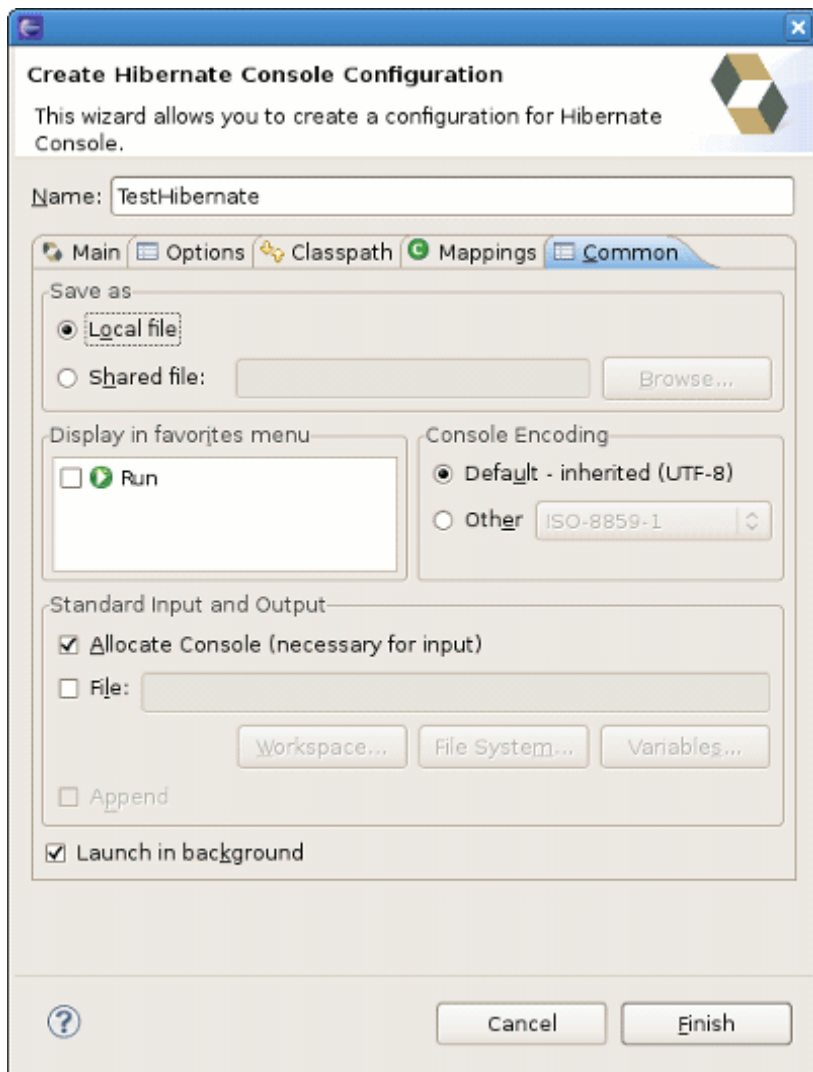 Create Hibernate Console Configuration
This wizard allows you to create a configuration for Hibernate
Console.
Name: TestHibernate
Main Options Classpath Mappings Common
Save as
Local file
Shared file: Browse...
Display in favorites menu
Run
Console Encoding
Default - inherited (UTF-8)
Other ISO-8859-1
Standard Input and Output
Allocate Console (necessary for input)
File:
Workspace... File System... Variables...
Append
Launch in background
Cancel Finish